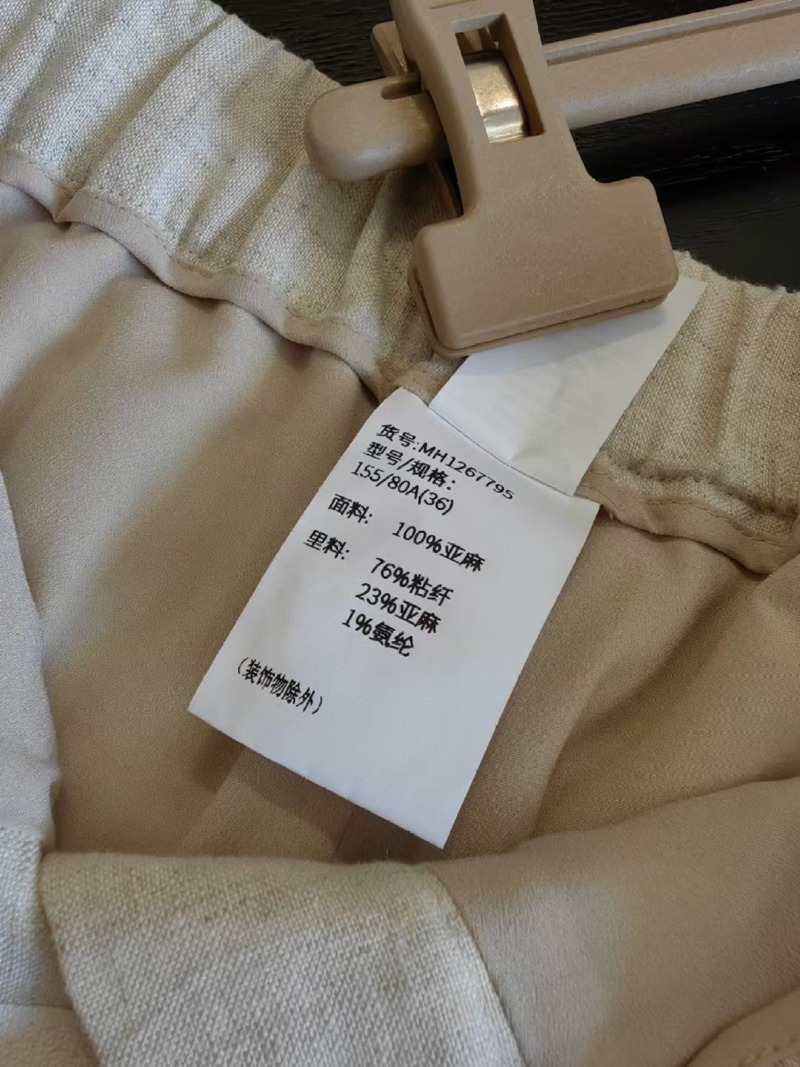 货号:MH1267795
型号/规格:
155/80A(36)
面料: 100%亚麻
里料: 76%粘纤
23%亚麻
1%氨纶
(装饰物除外)